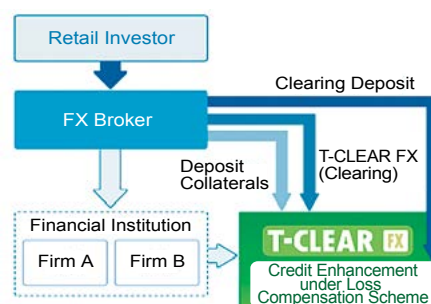 Retail Investor
Clearing Deposit
FX Broker
T-CLEAR FX
(Clearing)
Deposit
Collaterals
Financial Institution
Firm A
Firm B
T-CLEAR FX
Credit Enhancement
under Loss
Compensation Scheme